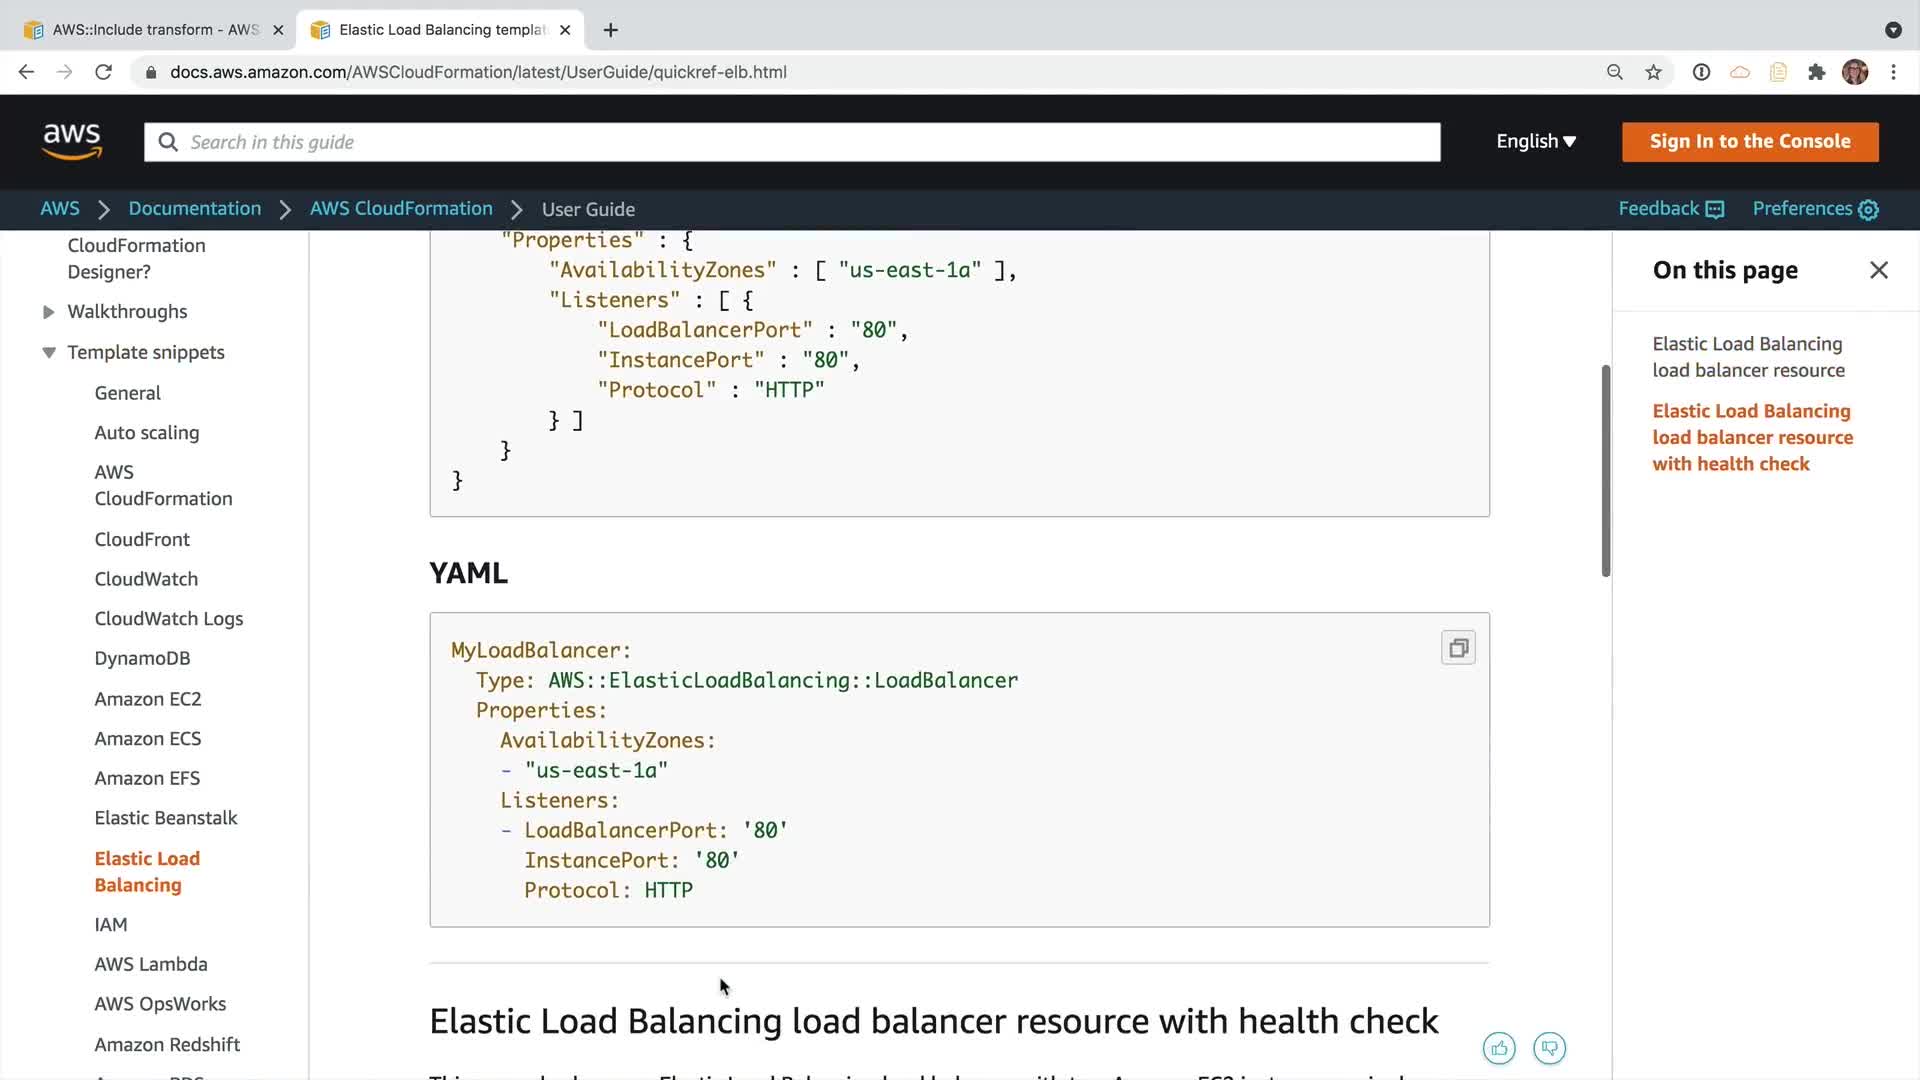 AWS::Include transform - AWS
Elastic Load Balancing templat
docs.aws.amazon.com/AWSCloudFormation/latest/UserGuide/quickref-elb.html
aws
Search in this guide
English
Sign In to the Console
AWS
Documentation
AWS CloudFormation
User Guide
Feedback
Preferences
CloudFormation
Designer?
Walkthroughs
Template snippets
General
Auto scaling
AWS
CloudFormation
CloudFront
CloudWatch
CloudWatch Logs
DynamoDB
Amazon EC2
Amazon ECS
Amazon EFS
Elastic Beanstalk
Elastic Load
Balancing
IAM
AWS Lambda
AWS OpsWorks
Amazon Redshift
"Properties" : {
"AvailabilityZones" : [ "us-east-1a" ],
"Listeners" : [ {
"LoadBalancerPort" : "80",
"InstancePort" : "80",
"Protocol" : "HTTP"
} ]
}
}
YAML
MyLoadBalancer:
Type: AWS::ElasticLoadBalancing::LoadBalancer
Properties:
AvailabilityZones:
- "us-east-1a"
Listeners:
- LoadBalancerPort: '80'
InstancePort: '80'
Protocol: HTTP
Elastic Load Balancing load balancer resource with health check
On this page
Elastic Load Balancing
load balancer resource
Elastic Load Balancing
load balancer resource
with health check